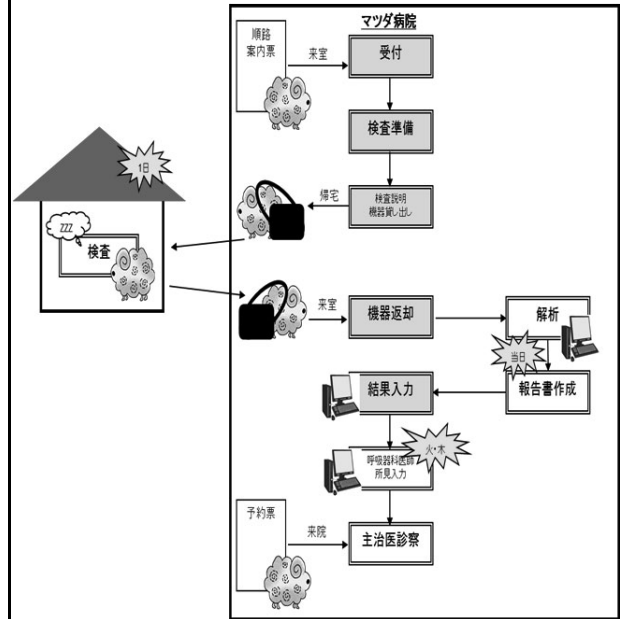 マツダ病院
順路
案内票
来室
受付
検査準備
検査説明
機器貸し出し
帰宅
1日
ZZZ
検査
来室
機器返却
解析
当日
報告書作成
結果入力
火・木
呼吸器科医師
所見入力
予約票
来院
主治医診察